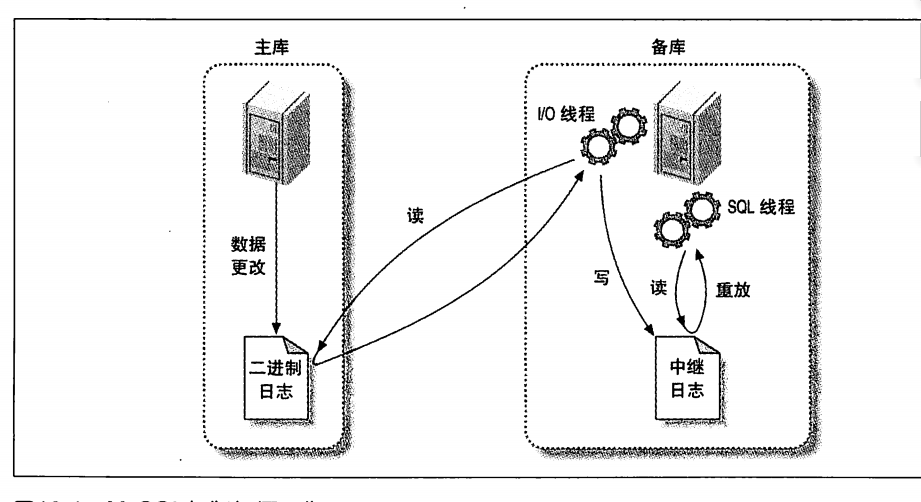 主库
备库
I/O 线程
SQL 线程
读
数据
更改
写
读
重放
二进制
日志
中继
日志